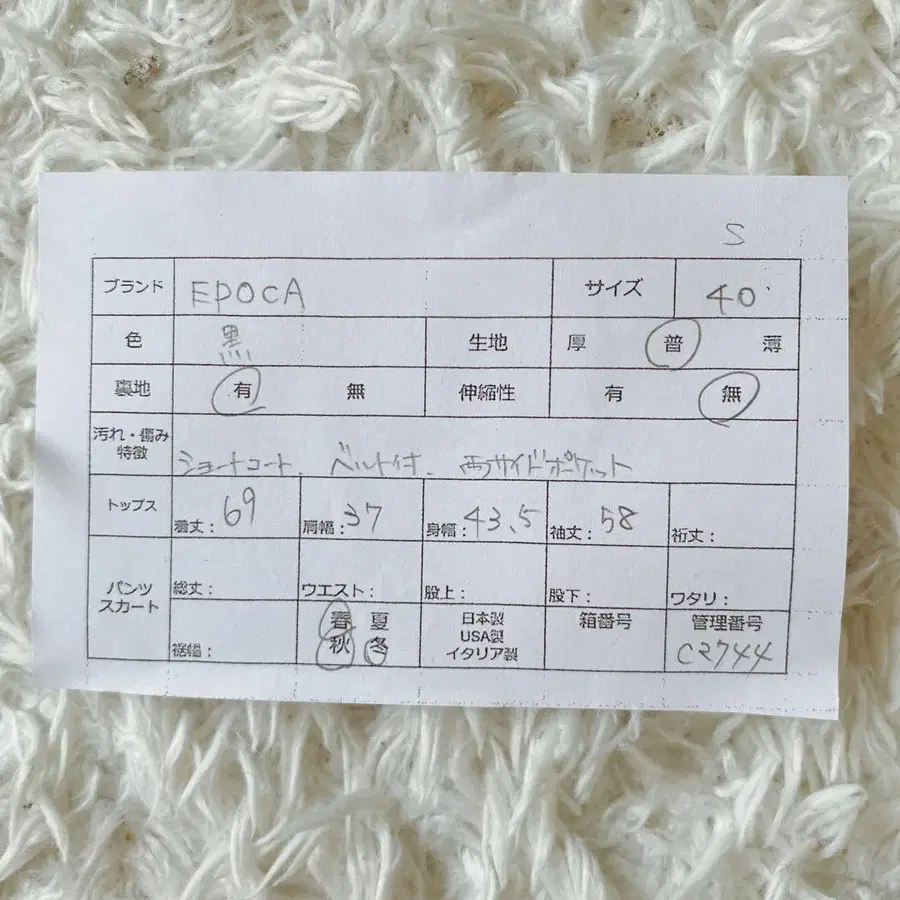 S
ブランド EPOCA サイズ 40
色 黒 生地 厚 普 薄
裏地 有 無 伸縮性 有 無
汚れ・傷み
特徴
ショートコート、ベルト付、両サイドポケット
トップス 着丈：69 肩幅：37 身幅：43.5 袖丈：58 裄丈：
パンツ
スカート
総丈： ウエスト： 股上： 股下： ワタリ：
裾幅： 春 夏
秋 冬
日本製
USA製
イタリア製
箱番号 管理番号
C2744